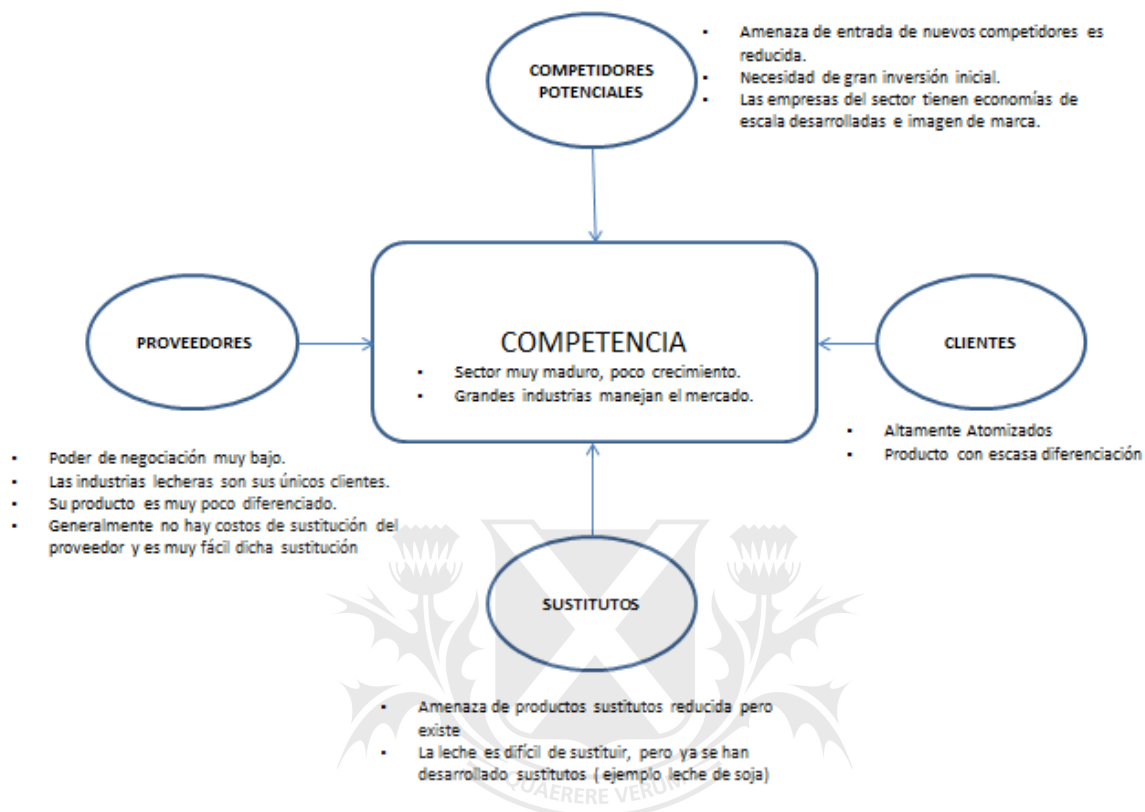 COMPETIDORES
POTENCIALES
▪ Amenaza de entrada de nuevos competidores es
reducida.
▪ Necesidad de gran inversión inicial.
▪ Las empresas del sector tienen economías de
escala desarrolladas e imagen de marca.
PROVEEDORES
▪ Poder de negociación muy bajo.
▪ Las industrias lecheras son sus únicos clientes.
▪ Su producto es muy poco diferenciado.
▪ Generalmente no hay costos de sustitución del
proveedor y es muy fácil dicha sustitución
COMPETENCIA
▪ Sector muy maduro, poco crecimiento.
▪ Grandes industrias manejan el mercado.
CLIENTES
▪ Altamente Atomizados
▪ Producto con escasa diferenciación
SUSTITUTOS
▪ Amenaza de productos sustitutos reducida pero
existe
▪ La leche es difícil de sustituir, pero ya se han
desarrollado sustitutos ( ejemplo leche de soja)
QUAERERE VERUM